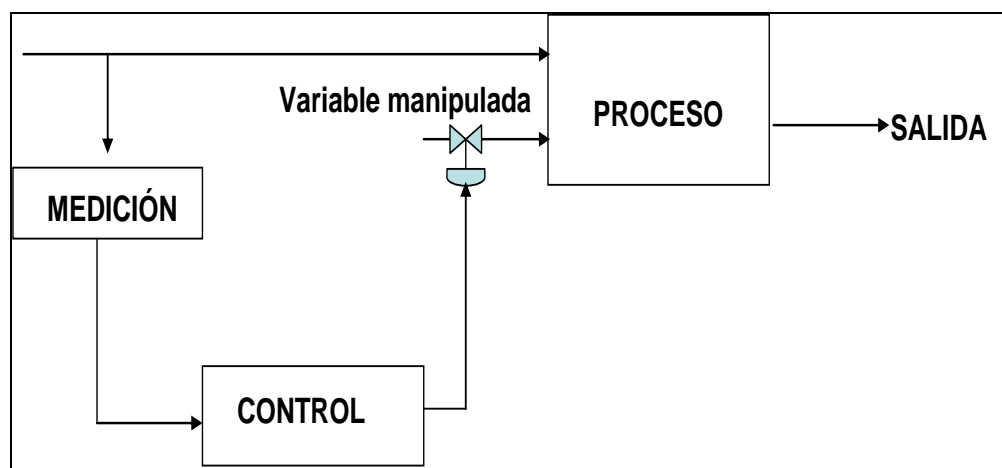 Variable manipulada
PROCESO
SALIDA
MEDICIÓN
CONTROL